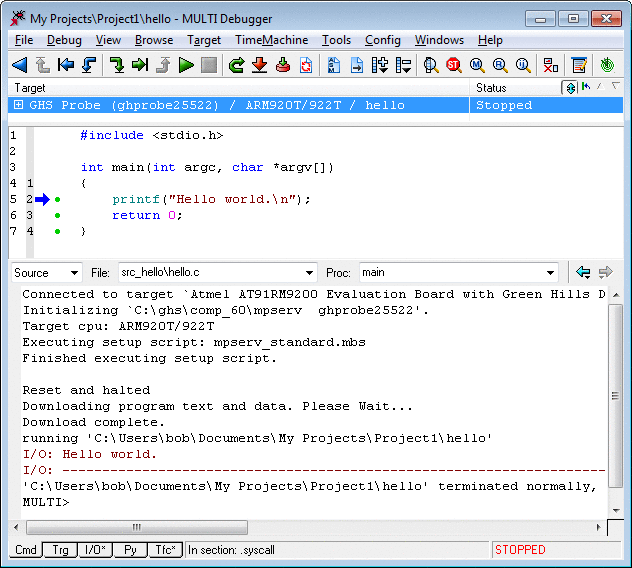 My Projects\Project1\hello - MULTI Debugger
File Debug View Browse Target TimeMachine Tools Config Windows Help
Target Status
GHS Probe (ghprobe25522) / ARM920T/922T / hello Stopped
1 #include <stdio.h>
2
3 int main(int argc, char *argv[])
4 1 {
5 2 printf("Hello world.\n");
6 3 return 0;
7 4 }
Source File: src_hello\hello.c Proc: main
Connected to target `Atmel AT91RM9200 Evaluation Board with Green Hills D
Initializing `C:\ghs\comp_60\mpserv ghprobe25522'.
Target cpu: ARM920T/922T
Executing setup script: mpserv_standard.mbs
Finished executing setup script.
Reset and halted
Downloading program text and data. Please Wait...
Download complete.
running 'C:\Users\bob\Documents\My Projects\Project1\hello'
I/O: Hello world.
I/O: ---------------------------------------------------------------------
'C:\Users\bob\Documents\My Projects\Project1\hello' terminated normally,
MULTI>
Cmd Trg I/O* Py Tfc* In section: .syscall STOPPED